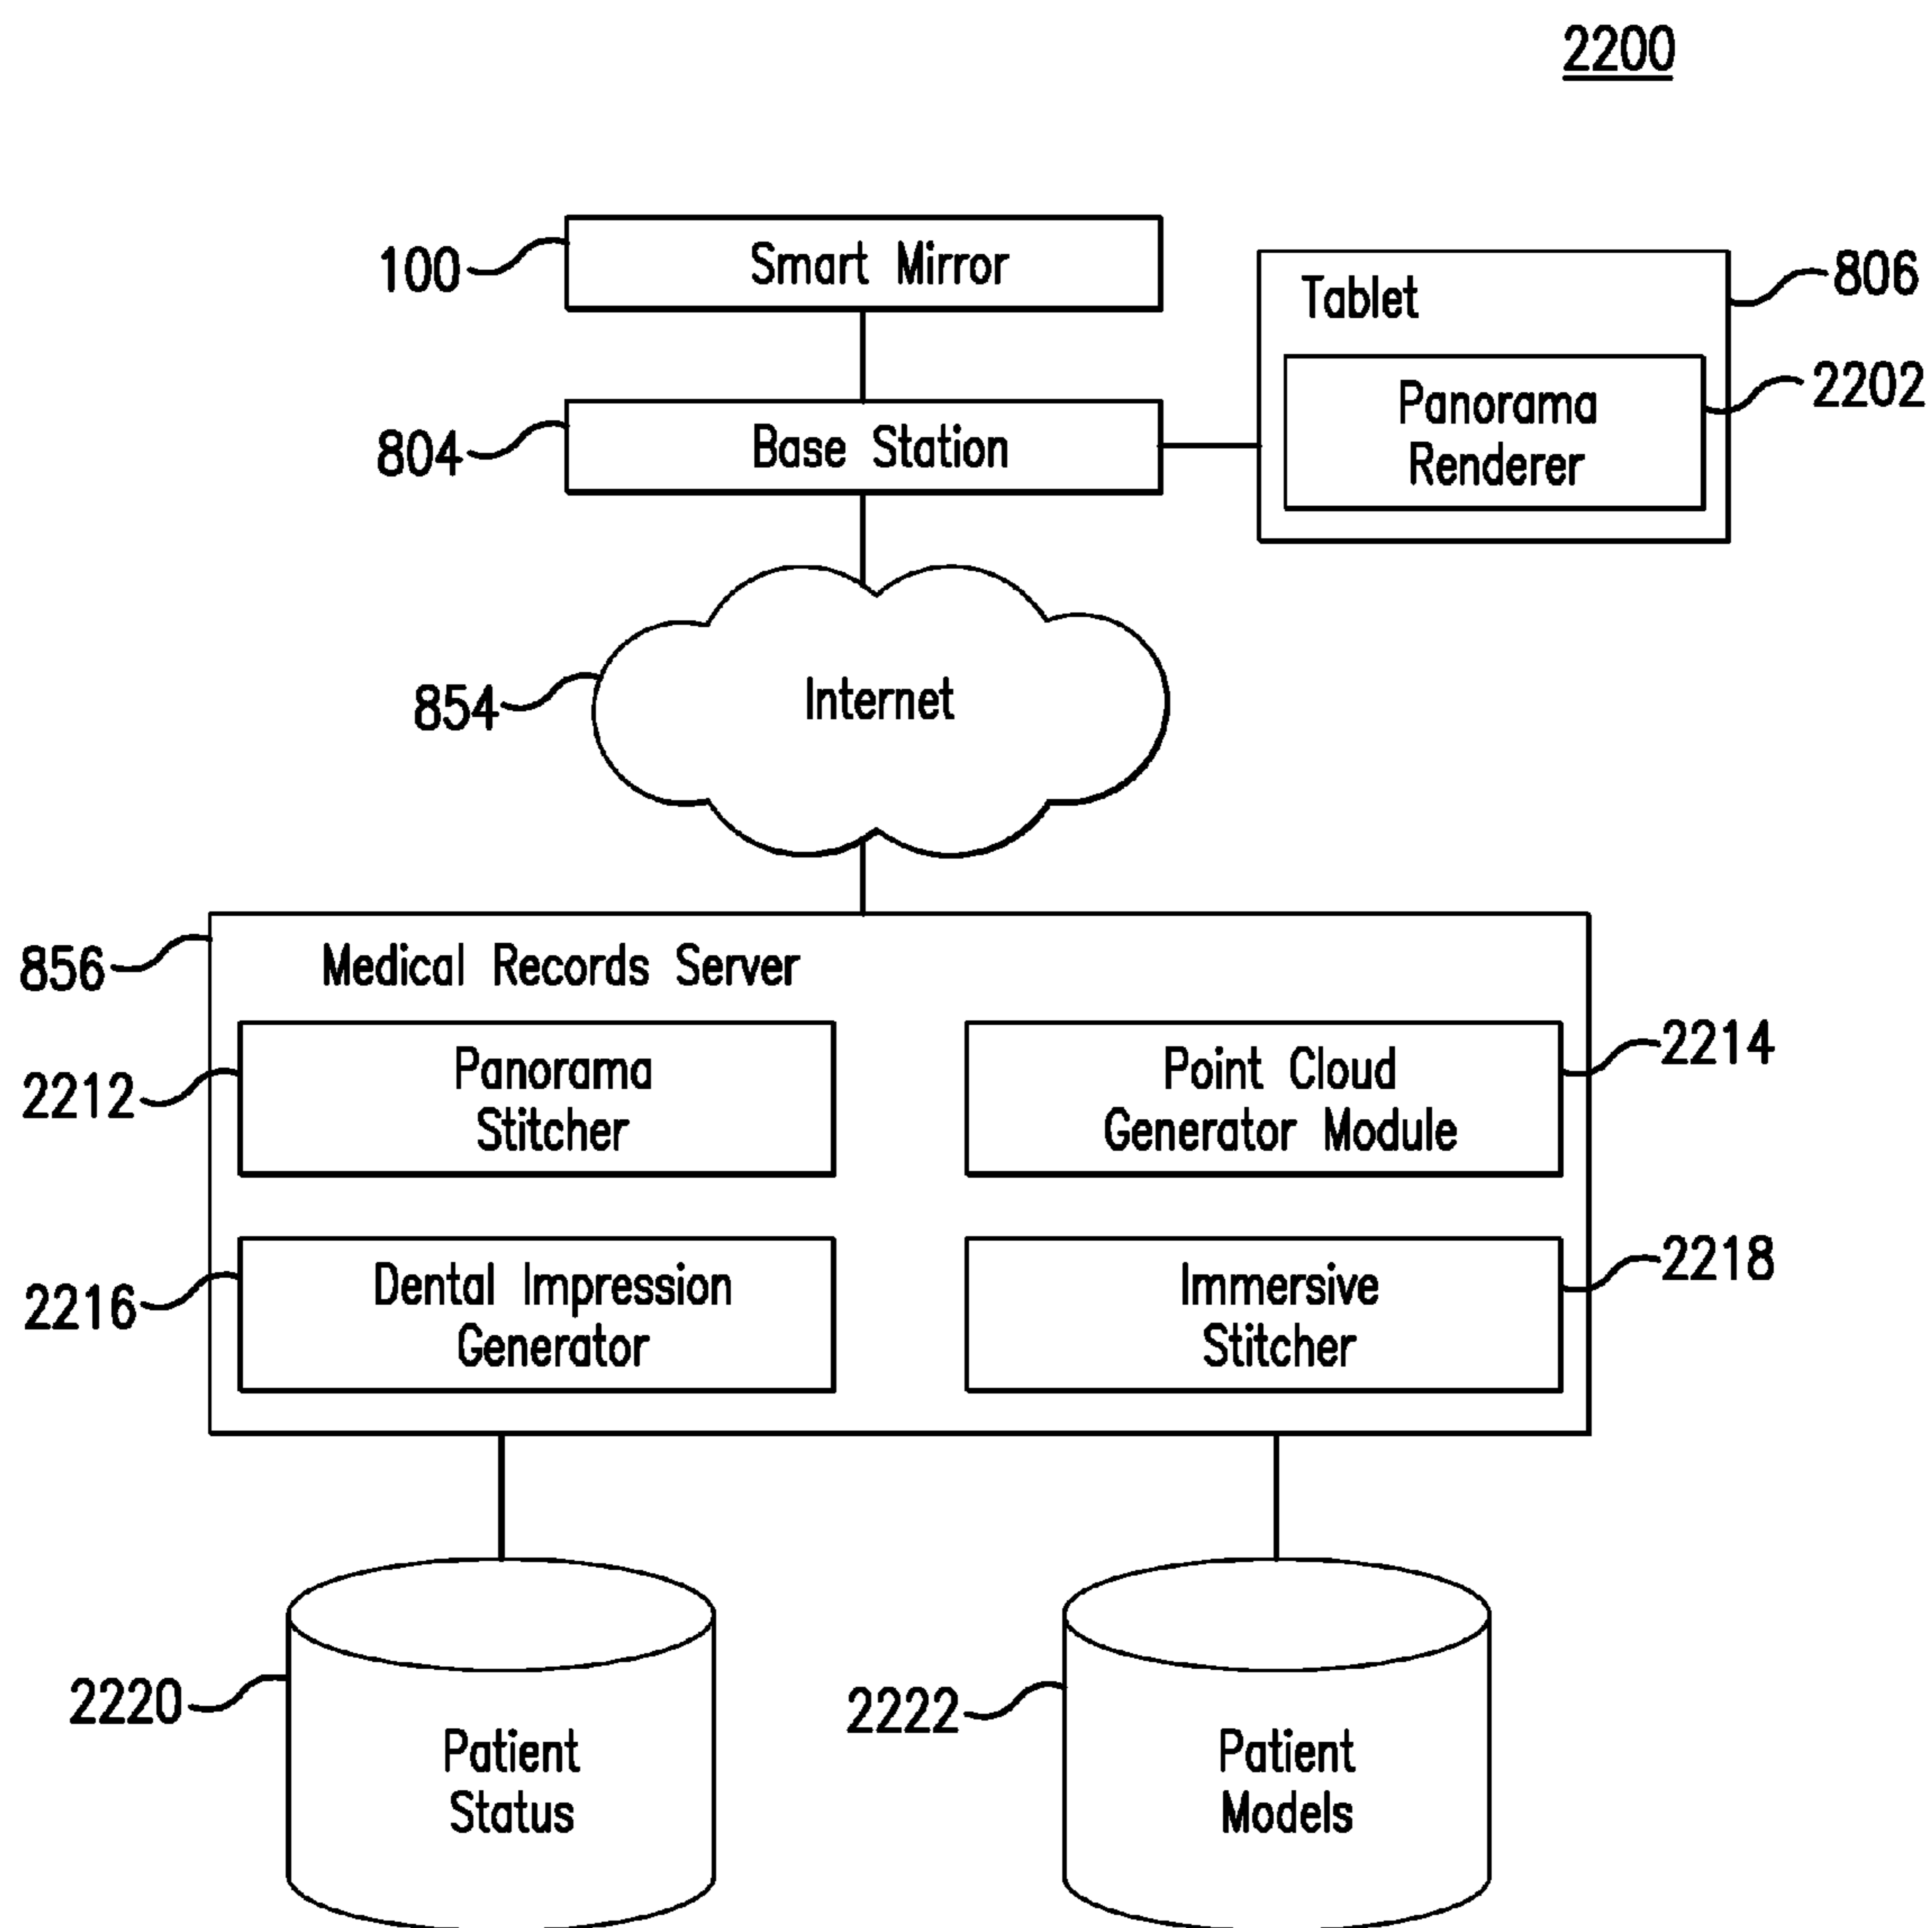 2200
100
Smart Mirror
Tablet
806
804
Base Station
Panorama
Renderer
2202
854
Internet
856
Medical Records Server
2212
Panorama
Stitcher
Point Cloud
Generator Module
2214
2216
Dental Impression
Generator
Immersive
Stitcher
2218
2220
Patient
Status
2222
Patient
Models